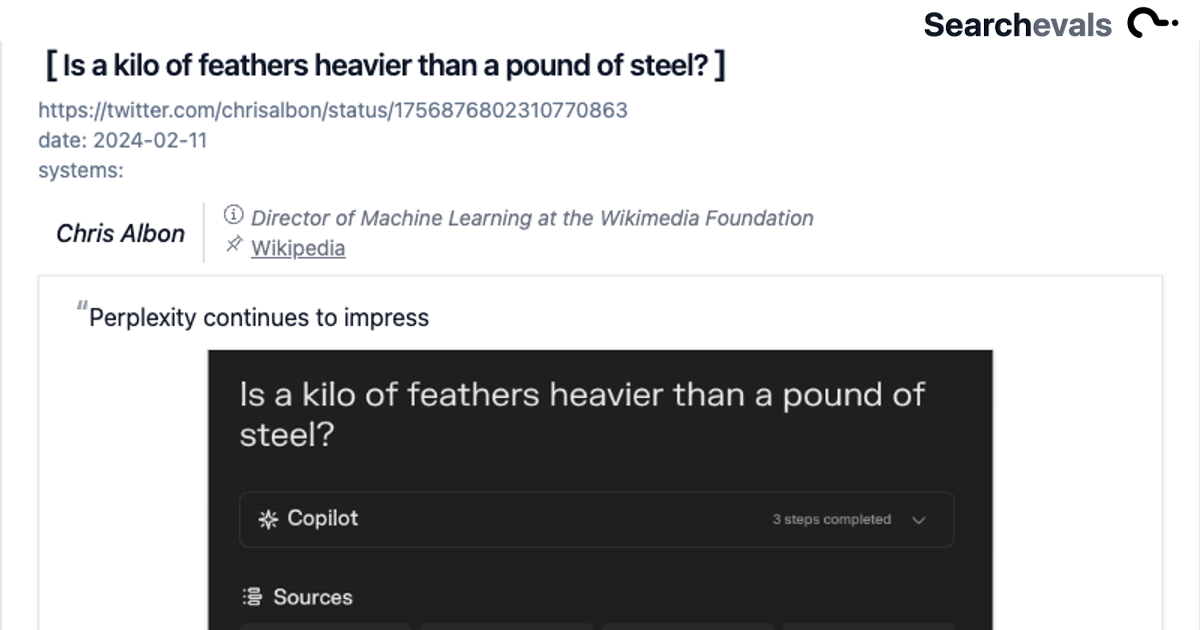 Searchevals
[ Is a kilo of feathers heavier than a pound of steel? ]
https://twitter.com/chrisalbon/status/1756876802310770863
date: 2024-02-11
systems:
Chris Albon
Director of Machine Learning at the Wikimedia Foundation
Wikipedia
"Perplexity continues to impress
Is a kilo of feathers heavier than a pound of
steel?
Copilot
3 steps completed
Sources